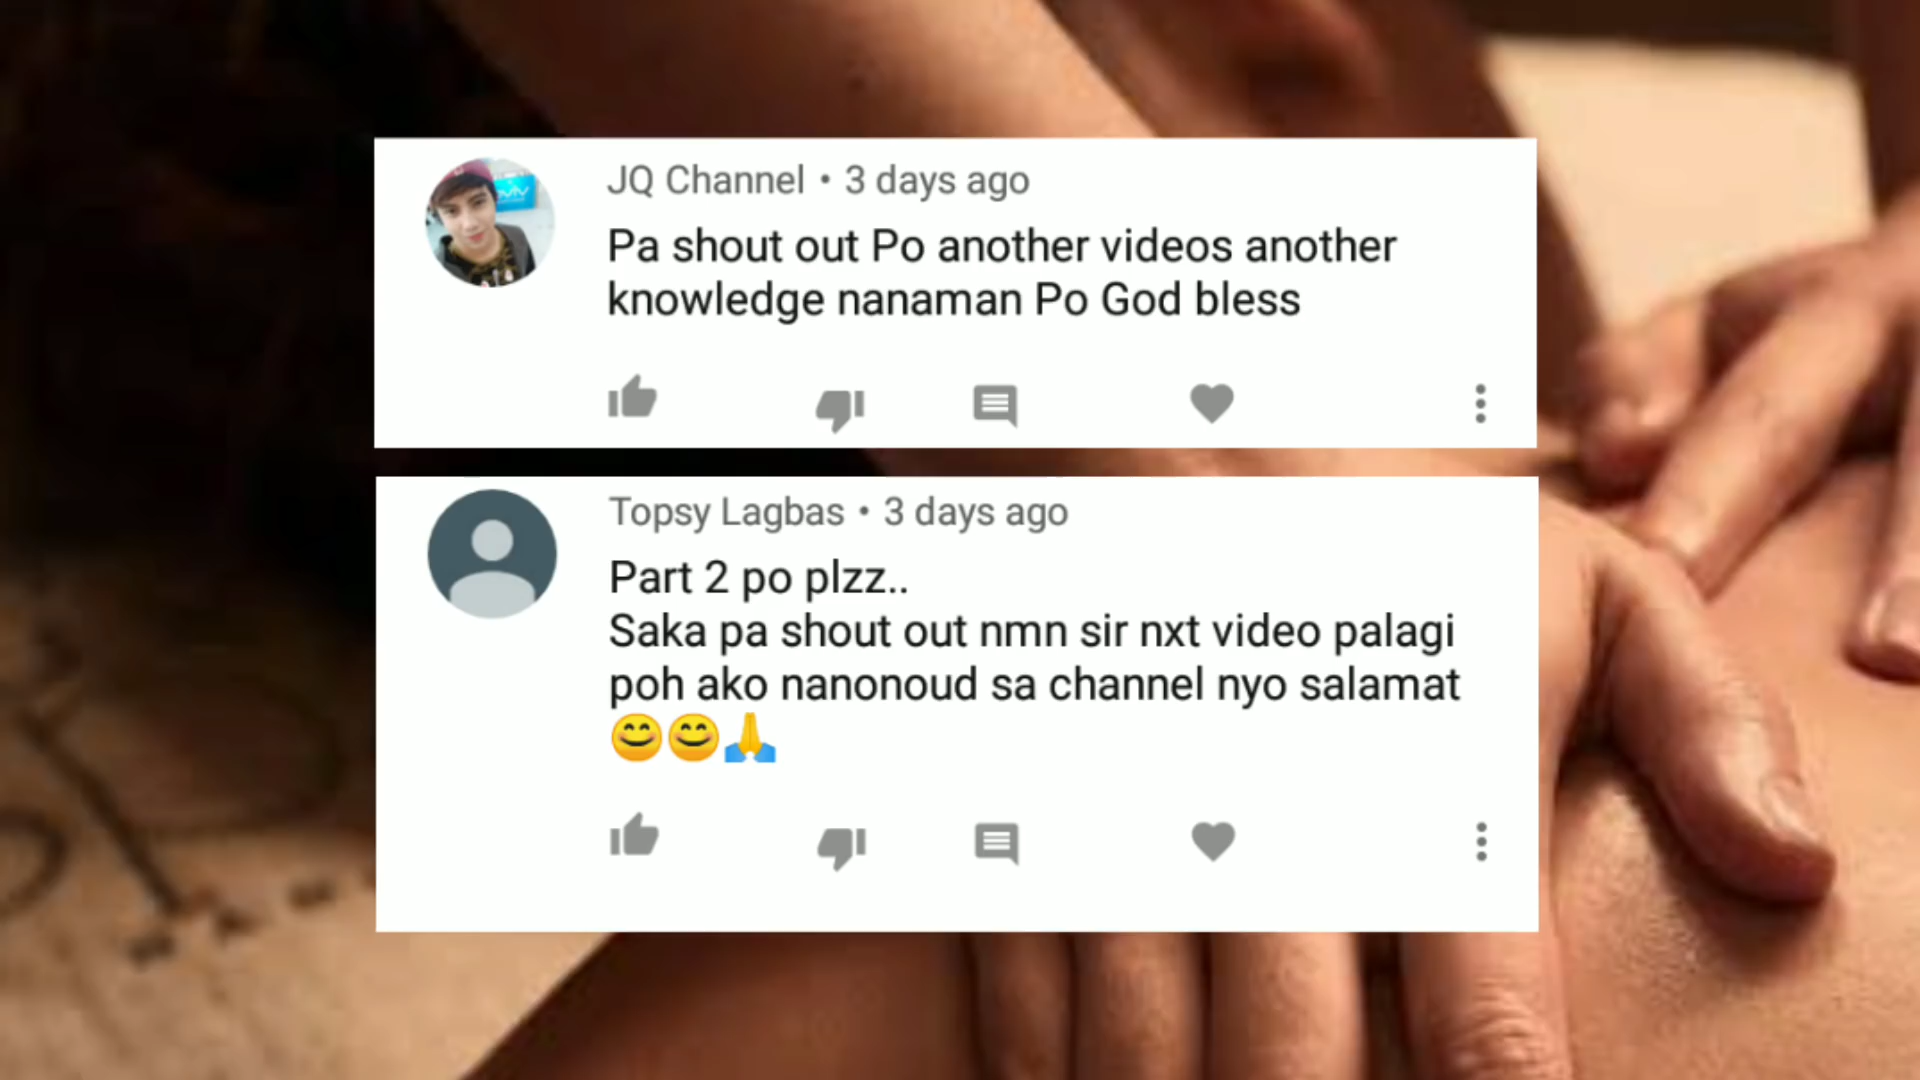 JQ Channel • 3 days ago
Pa shout out Po another videos another
knowledge nanaman Po God bless
Topsy Lagbas • 3 days ago
Part 2 po plzz..
Saka pa shout out nmn sir nxt video palagi
poh ako nanonoud sa channel nyo salamat
😊😊🙏